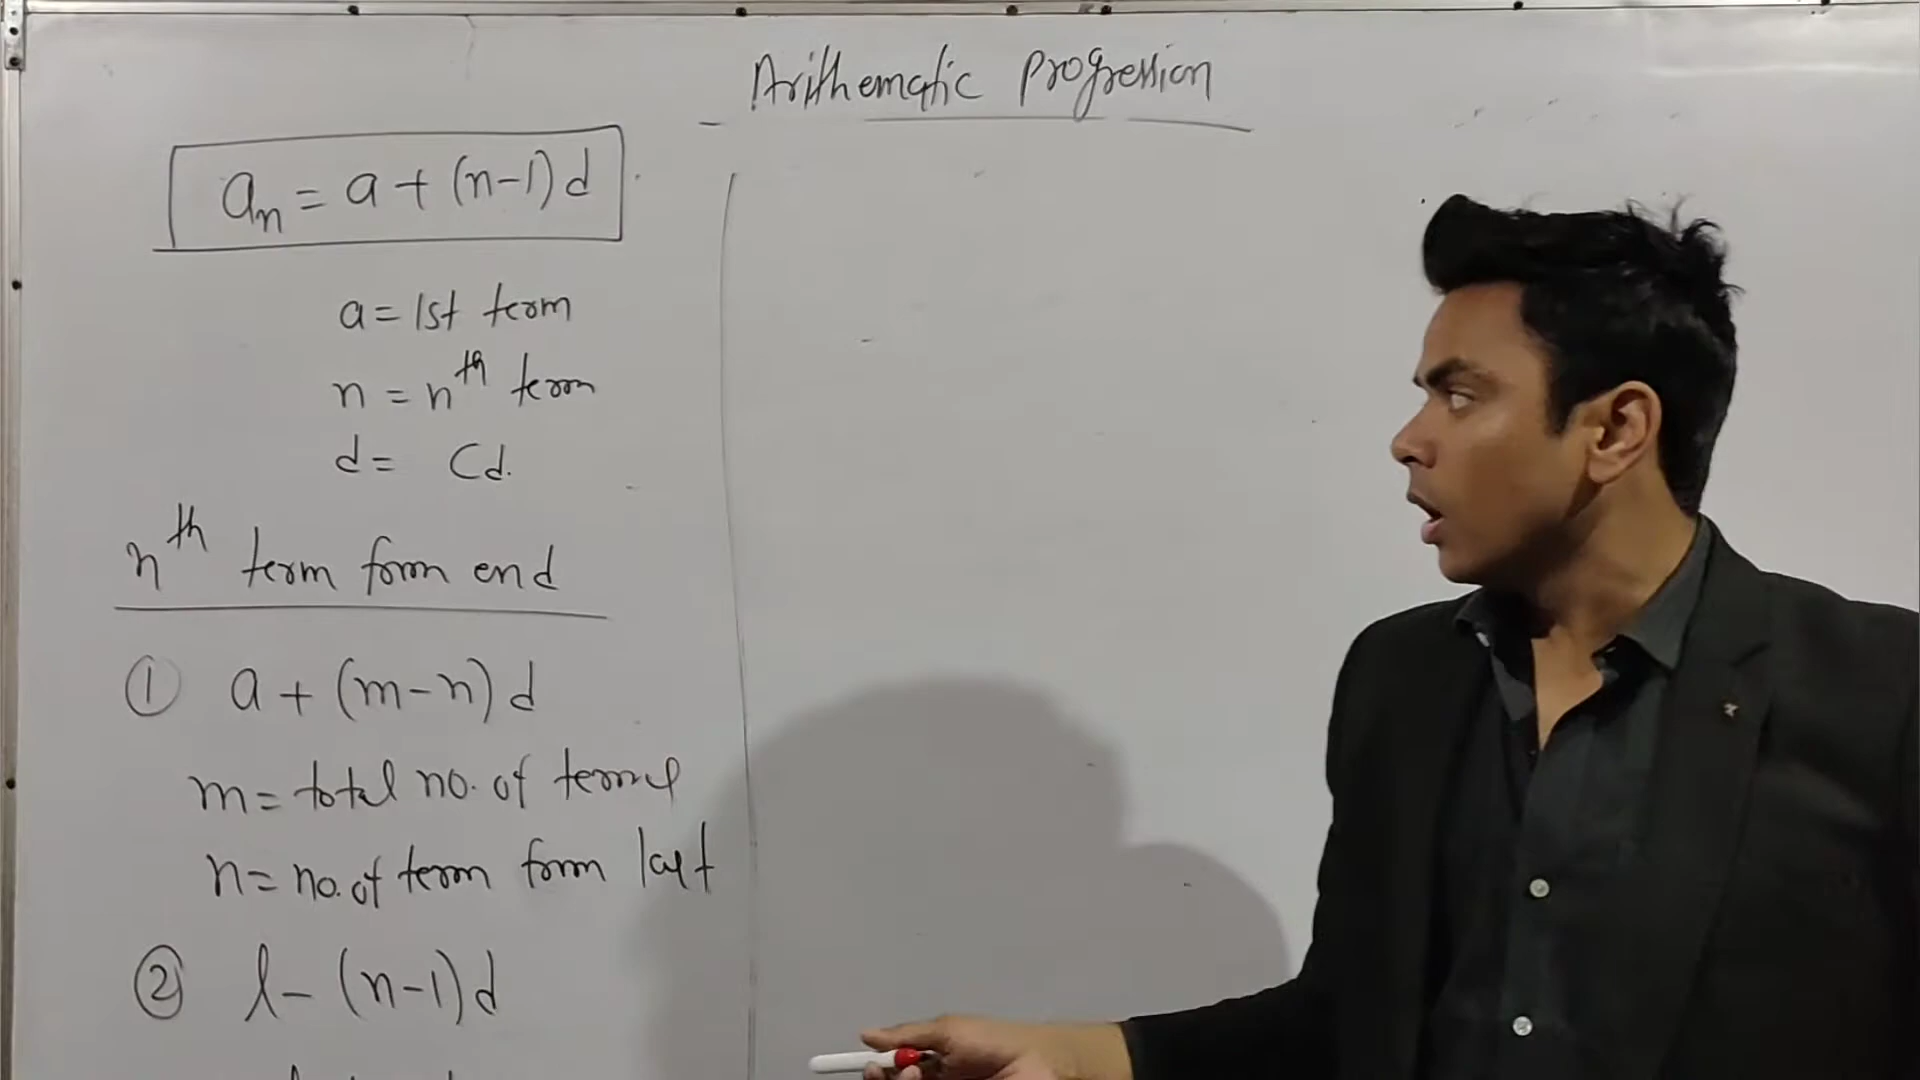 Arithematic Progression
aₙ = a + (n-1)d
a = 1st term
n = nᵗʰ term
d = Cd.
nᵗʰ term form end
① a + (m-n)d
m = total no. of terms
n = no. of term form last
② l - (n-1)d